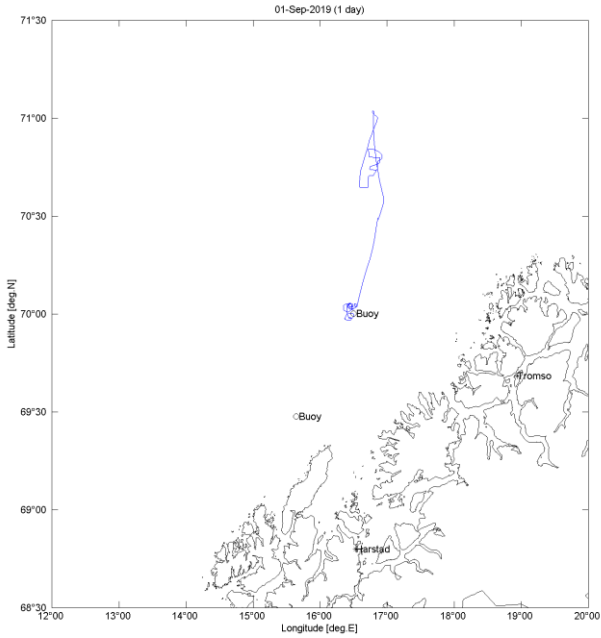 01-Sep-2019 (1 day)
71°30
71°00
70°30
70°00
69°30
69°00
68°30
Latitude [deg.N]
Buoy
Tromso
Buoy
Harstad
12°00 13°00 14°00 15°00 16°00 17°00 18°00 19°00 20°00
Longitude [deg.E]